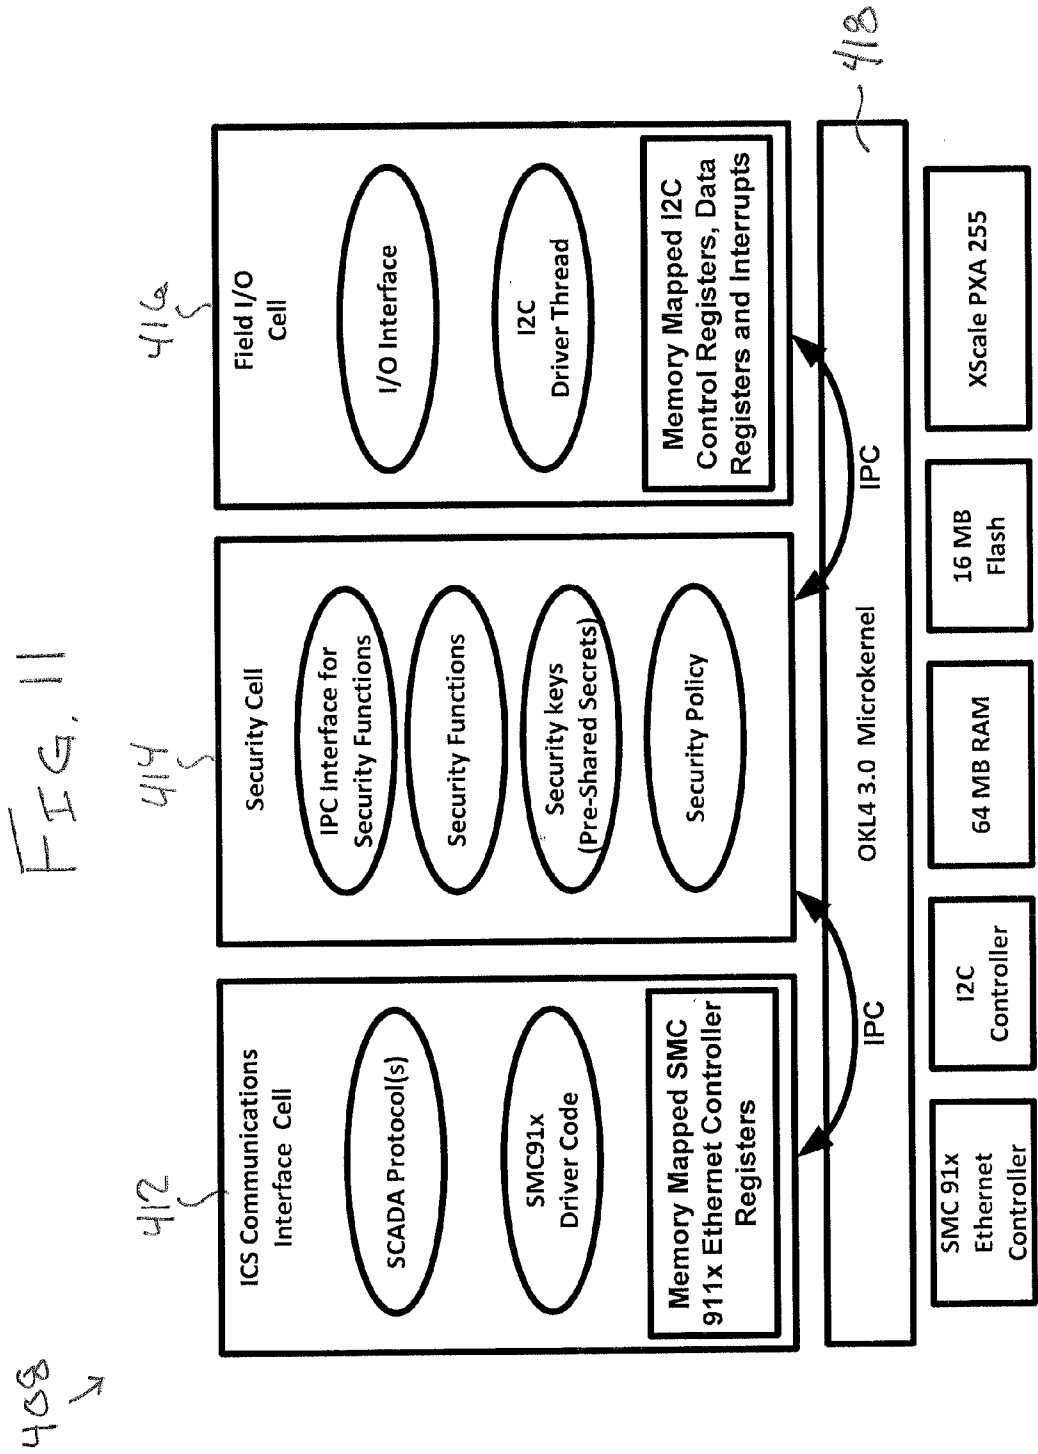 FIG. 11
408
412
414
416
ICS Communications
Interface Cell
SCADA Protocol(s)
SMC91x
Driver Code
Memory Mapped SMC
911x Ethernet Controller
Registers
Security Cell
IPC Interface for
Security Functions
Security Functions
Security keys
(Pre-Shared Secrets)
Security Policy
Field I/O
Cell
I/O Interface
I2C
Driver Thread
Memory Mapped I2C
Control Registers, Data
Registers and Interrupts
IPC
IPC
OKL4 3.0 Microkernel
418
SMC 91x
Ethernet
Controller
I2C
Controller
64 MB RAM
16 MB
Flash
XScale PXA 255